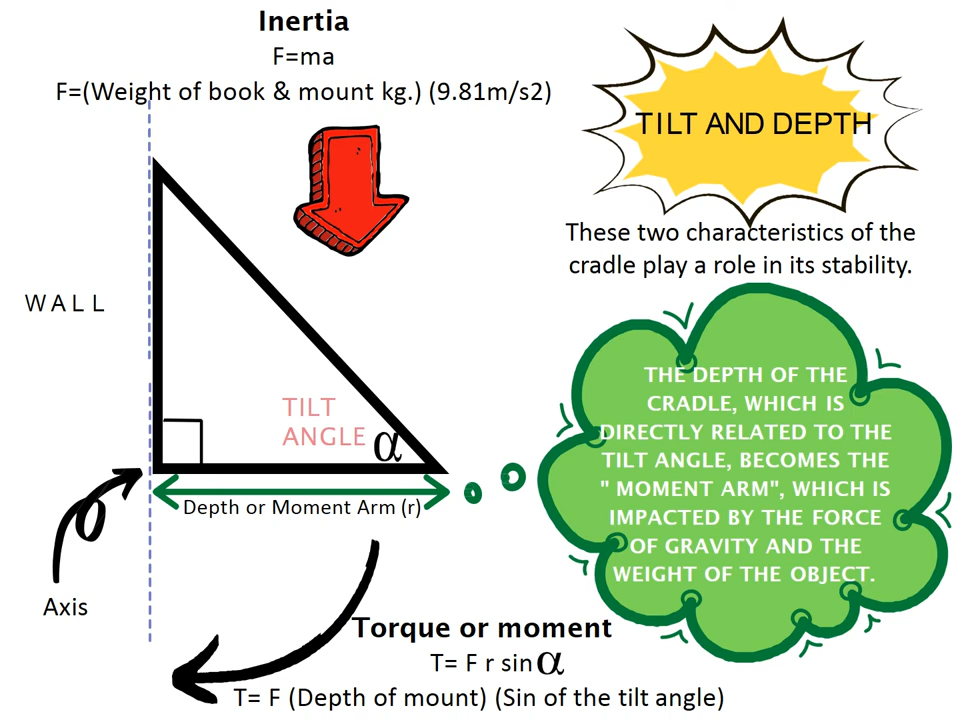 Inertia
F=ma
F=(Weight of book & mount kg.) (9.81m/s2)
TILT AND DEPTH
These two characteristics of the
cradle play a role in its stability.
W A L L
TILT
ANGLE α
Depth or Moment Arm (r)
Axis
THE DEPTH OF THE
CRADLE, WHICH IS
DIRECTLY RELATED TO THE
TILT ANGLE, BECOMES THE
" MOMENT ARM", WHICH IS
IMPACTED BY THE FORCE
OF GRAVITY AND THE
WEIGHT OF THE OBJECT.
Torque or moment
T= F r sin α
T= F (Depth of mount) (Sin of the tilt angle)